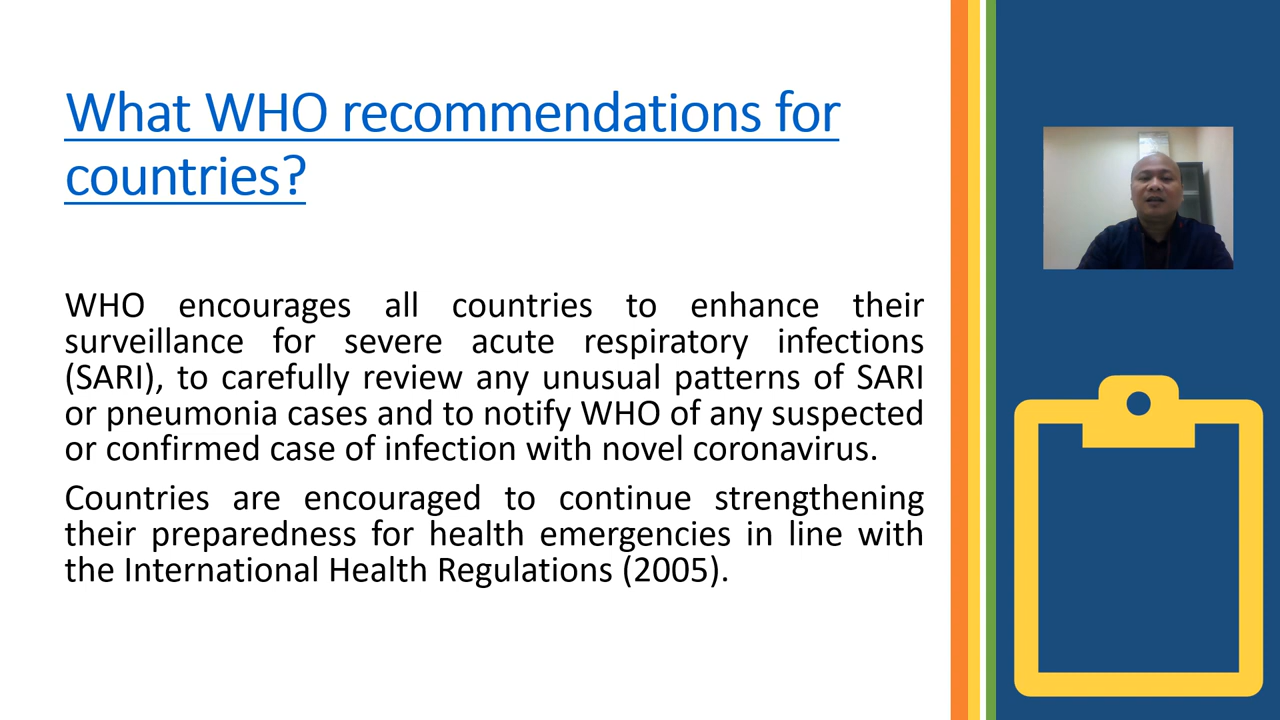 What WHO recommendations for
countries?
WHO encourages all countries to enhance their
surveillance for severe acute respiratory infections
(SARI), to carefully review any unusual patterns of SARI
or pneumonia cases and to notify WHO of any suspected
or confirmed case of infection with novel coronavirus.
Countries are encouraged to continue strengthening
their preparedness for health emergencies in line with
the International Health Regulations (2005).